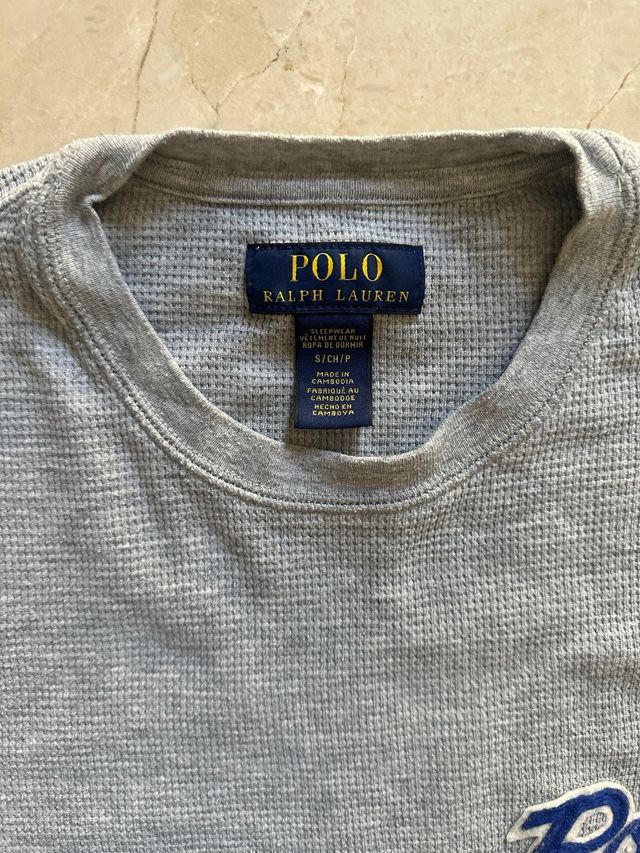 POLO
RALPH LAUREN
SLEEPWEAR
VÊTEMENT DE NUIT
ROPA DE DORMIR
S/CH/P
MADE IN
CAMBODIA
FABRIQUÉ AU
CAMBODGE
HECHO EN
CAMBOYA